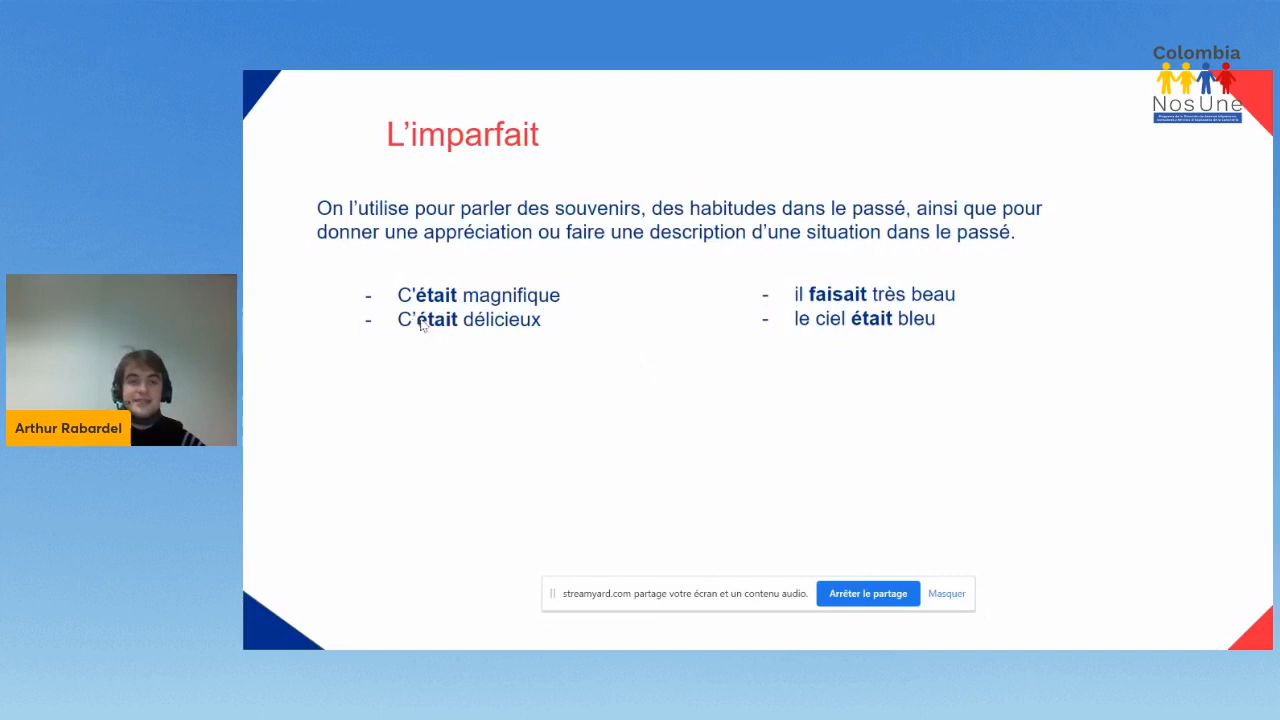 Colombia
NosUne
L'imparfait
On l'utilise pour parler des souvenirs, des habitudes dans le passé, ainsi que pour
donner une appréciation ou faire une description d'une situation dans le passé.
- C'était magnifique
- C'était délicieux
- il faisait très beau
- le ciel était bleu
Arthur Rabardel
streamyard.com partage votre écran et un contenu audio. Arrêter le partage Masquer